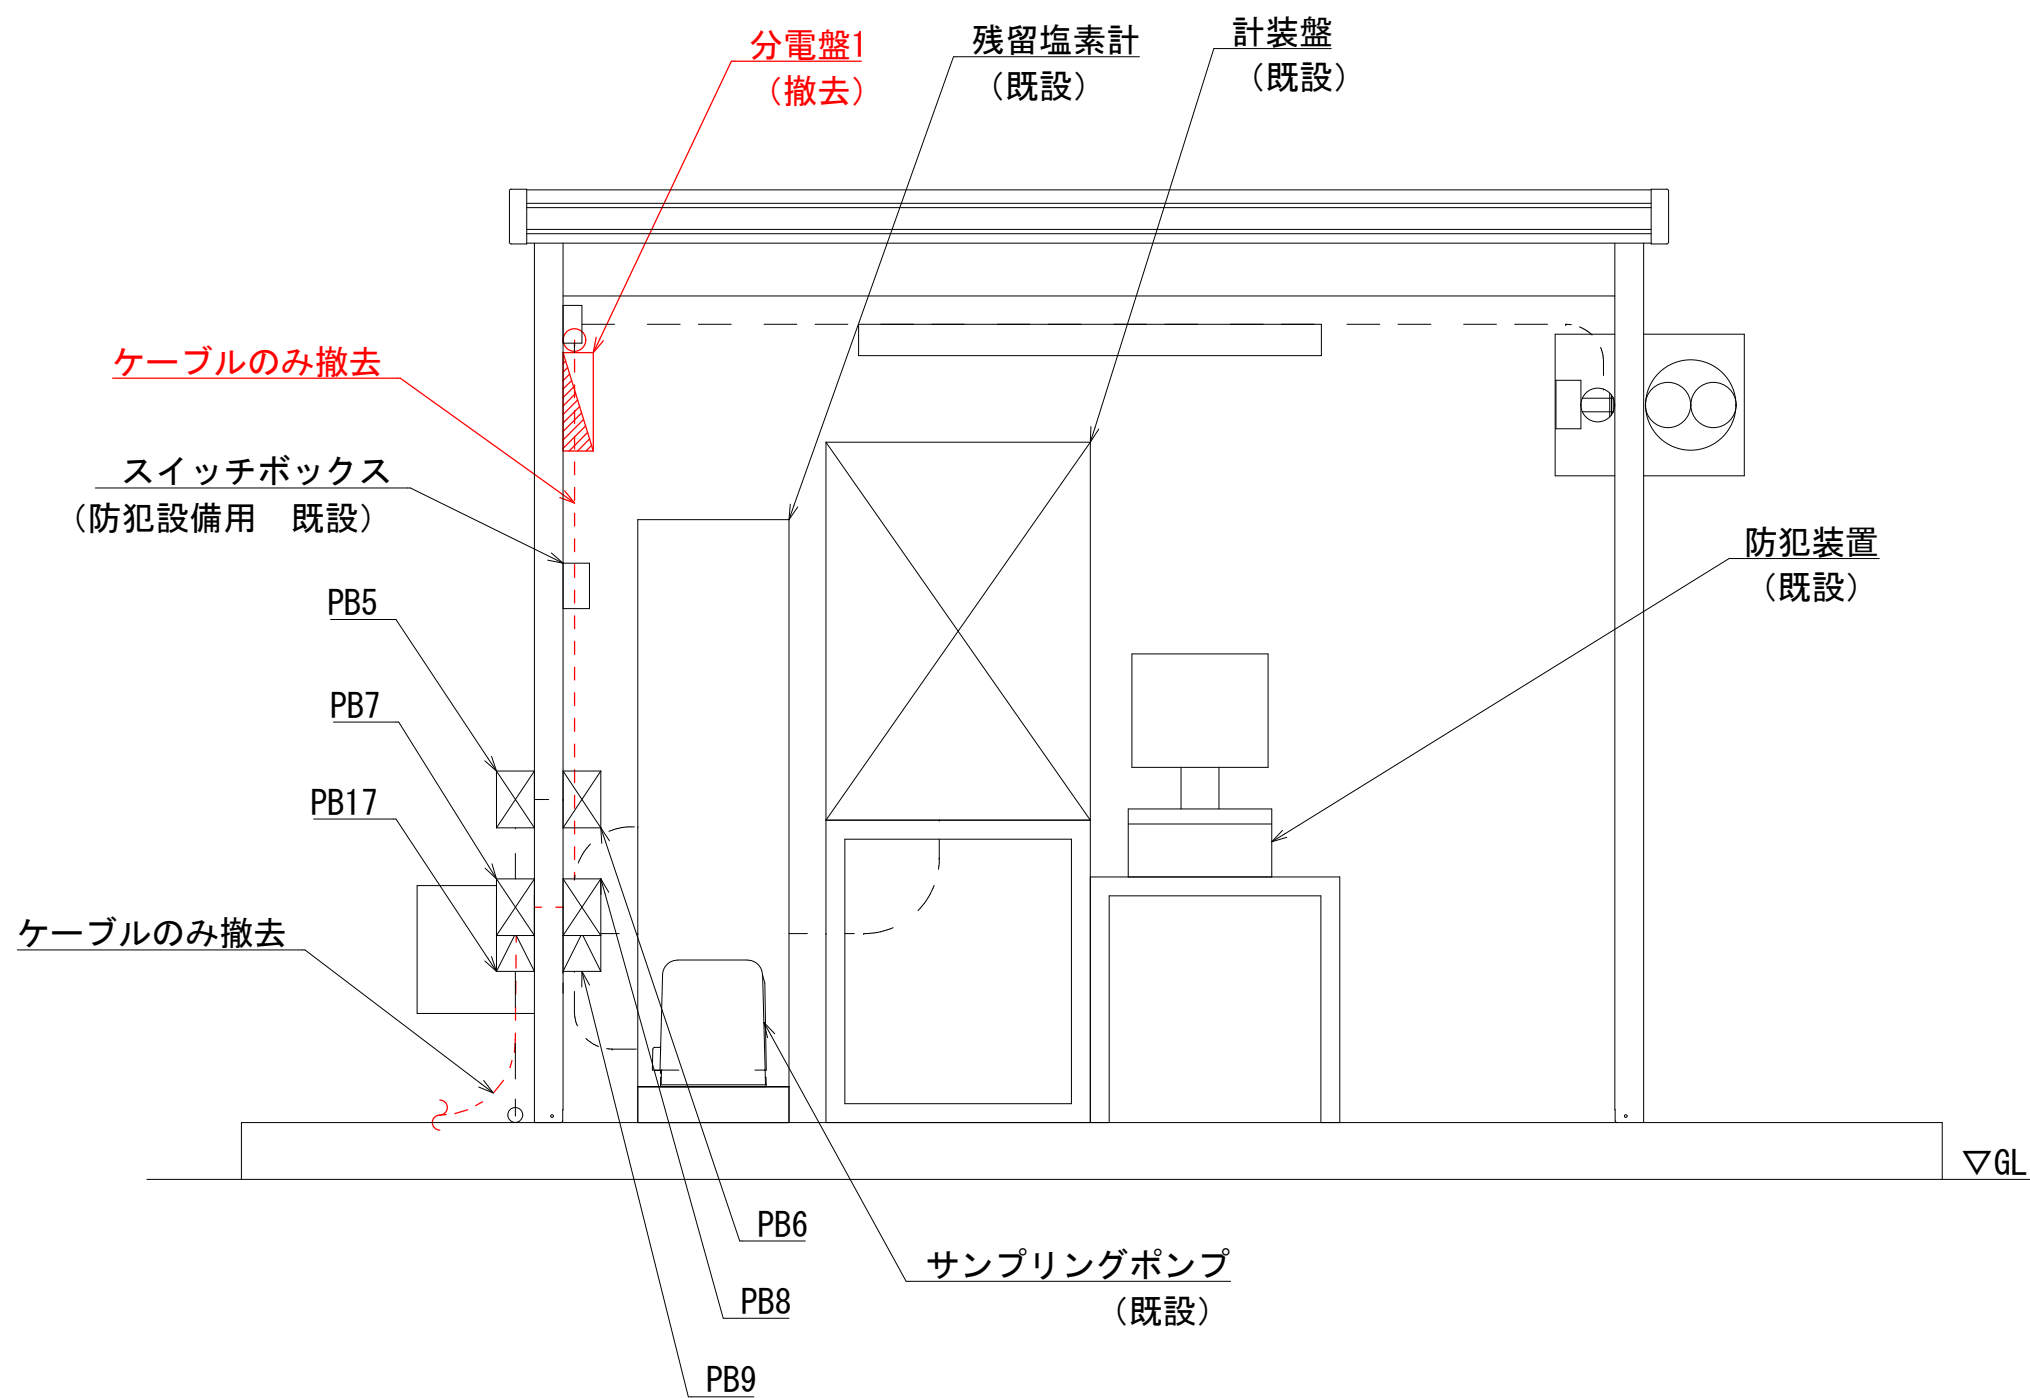 分電盤1
（撤去）
残留塩素計
（既設）
計装盤
（既設）
ケーブルのみ撤去
スイッチボックス
（防犯設備用　既設）
防犯装置
（既設）
PB5
PB7
PB17
ケーブルのみ撤去
▽GL
PB6
サンプリングポンプ
（既設）
PB8
PB9